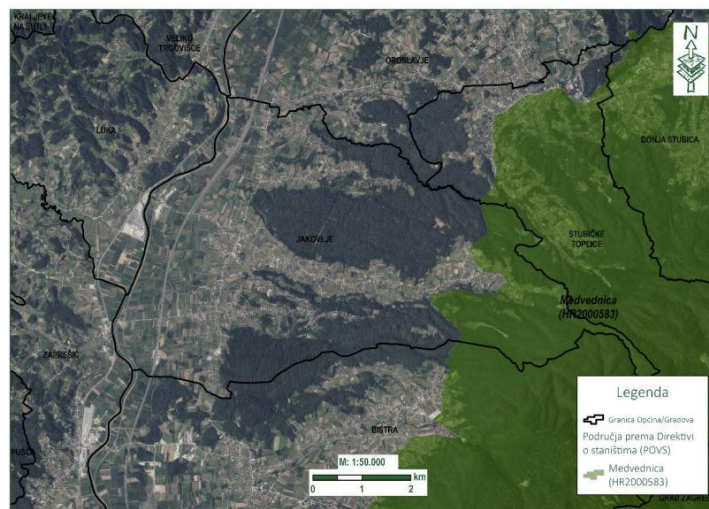 KRALJEVEC
NA SUTLI
VELIKO
TRGOVIŠĆE
OROSLAVJE
N
LUKA
DONJA STUBICA
JAKOVLJE
STUBIČKE
TOPLICE
Medvednica
(HR2000583)
ZAPREŠIĆ
PUŠĆA
BISTRA
M: 1:50.000
km
0 1 2
Legenda
Granica Općina/Gradova
Područja prema Direktivi
o staništima (POVS)
Medvednica
(HR2000583)
GRAD ZAGREB